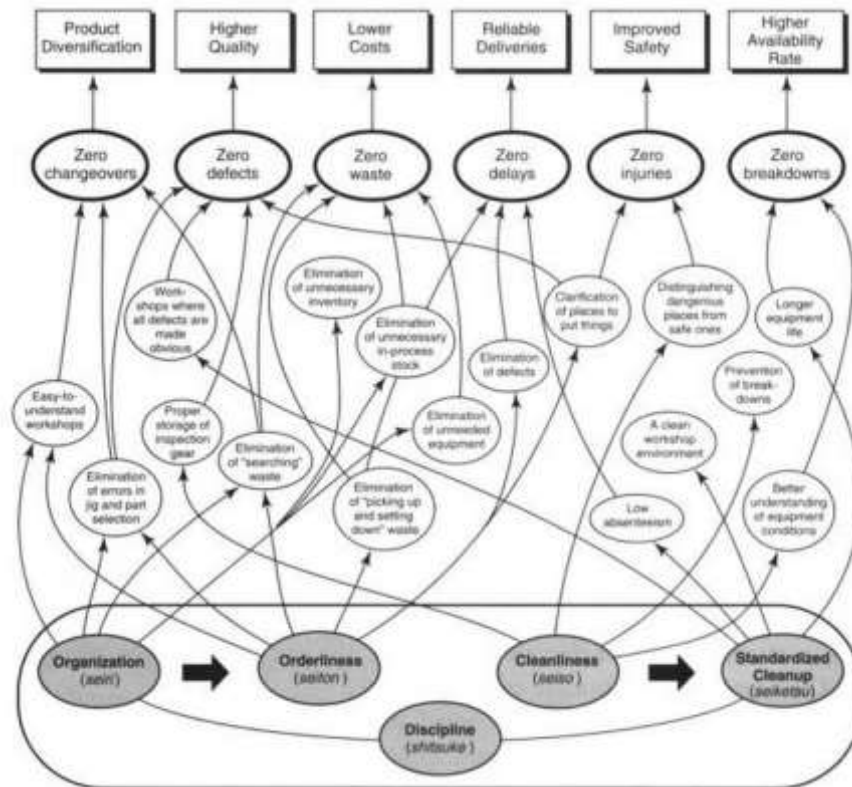 Product
Diversification
Higher
Quality
Lower
Costs
Reliable
Deliveries
Improved
Safety
Higher
Availability
Rate
Zero
changeovers
Zero
defects
Zero
waste
Zero
delays
Zero
injuries
Zero
breakdowns
Work-
shops where
all defects are
made
obvious
Elimination
of unnecessary
inventory
Elimination
of unnecessary
in-process
stock
Clarification
of places to
put things
Distinguishing
dangerous
places from
safe ones
Longer
equipment
life
Elimination
of defects
Prevention
of break-
downs
Easy-to-
understand
workshops
Proper
storage of
inspection
gear
Elimination
of "searching"
waste
Elimination
of unneeded
equipment
A clean
workshop
environment
Elimination
of errors in
jig and part
selection
Elimination
of "picking up
and setting
down" waste
Low
absenteeism
Better
understanding
of equipment
conditions
Organization
(seiri)
Orderliness
(seiton)
Cleanliness
(seiso)
Standardized
Cleanup
(seiketsu)
Discipline
(shitsuke)